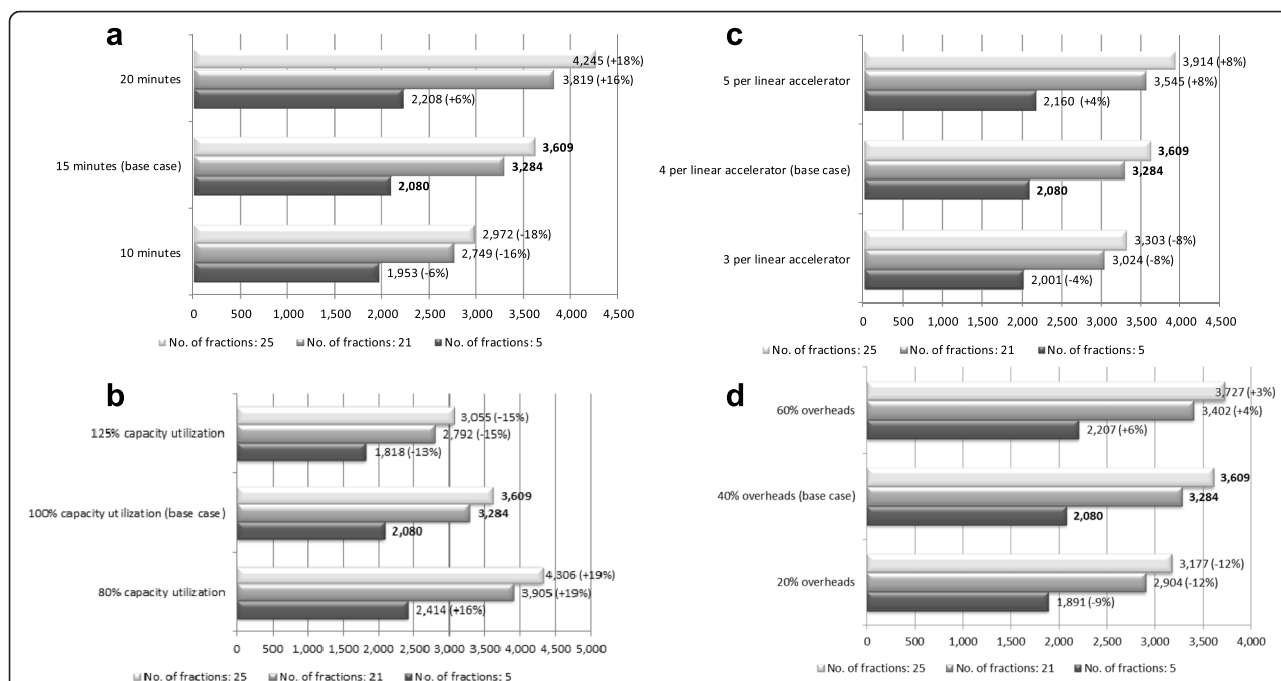 a
20 minutes
4,245 (+18%)
3,819 (+16%)
2,208 (+6%)
15 minutes (base case)
3,609
3,284
2,080
10 minutes
2,972 (-18%)
2,749 (-16%)
1,953 (-6%)
0 500 1,000 1,500 2,000 2,500 3,000 3,500 4,000 4,500
No. of fractions: 25 No. of fractions: 21 No. of fractions: 5
c
5 per linear accelerator
3,914 (+8%)
3,545 (+8%)
2,160 (+4%)
4 per linear accelerator (base case)
3,609
3,284
2,080
3 per linear accelerator
3,303 (-8%)
3,024 (-8%)
2,001 (-4%)
0 500 1,000 1,500 2,000 2,500 3,000 3,500 4,000 4,500
No. of fractions: 25 No. of fractions: 21 No. of fractions: 5
b
125% capacity utilization
3,055 (-15%)
2,792 (-15%)
1,818 (-13%)
100% capacity utilization (base case)
3,609
3,284
2,080
80% capacity utilization
4,306 (+19%)
3,905 (+19%)
2,414 (+16%)
0 500 1,000 1,500 2,000 2,500 3,000 3,500 4,000 4,500 5,000
No. of fractions: 25 No. of fractions: 21 No. of fractions: 5
d
60% overheads
3,727 (+3%)
3,402 (+4%)
2,207 (+6%)
40% overheads (base case)
3,609
3,284
2,080
20% overheads
3,177 (-12%)
2,904 (-12%)
1,891 (-9%)
0 500 1,000 1,500 2,000 2,500 3,000 3,500 4,000
No. of fractions: 25 No. of fractions: 21 No. of fractions: 5